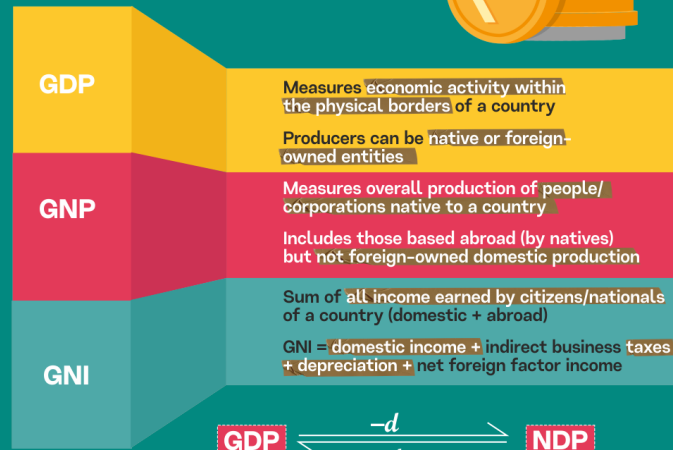 GDP
Measures economic activity within
the physical borders of a country
Producers can be native or foreign-
owned entities
GNP
Measures overall production of people/
corporations native to a country
Includes those based abroad (by natives)
but not foreign-owned domestic production
GNI
Sum of all income earned by citizens/nationals
of a country (domestic + abroad)
GNI = domestic income + indirect business taxes
+ depreciation + net foreign factor income
GDP
-d
NDP